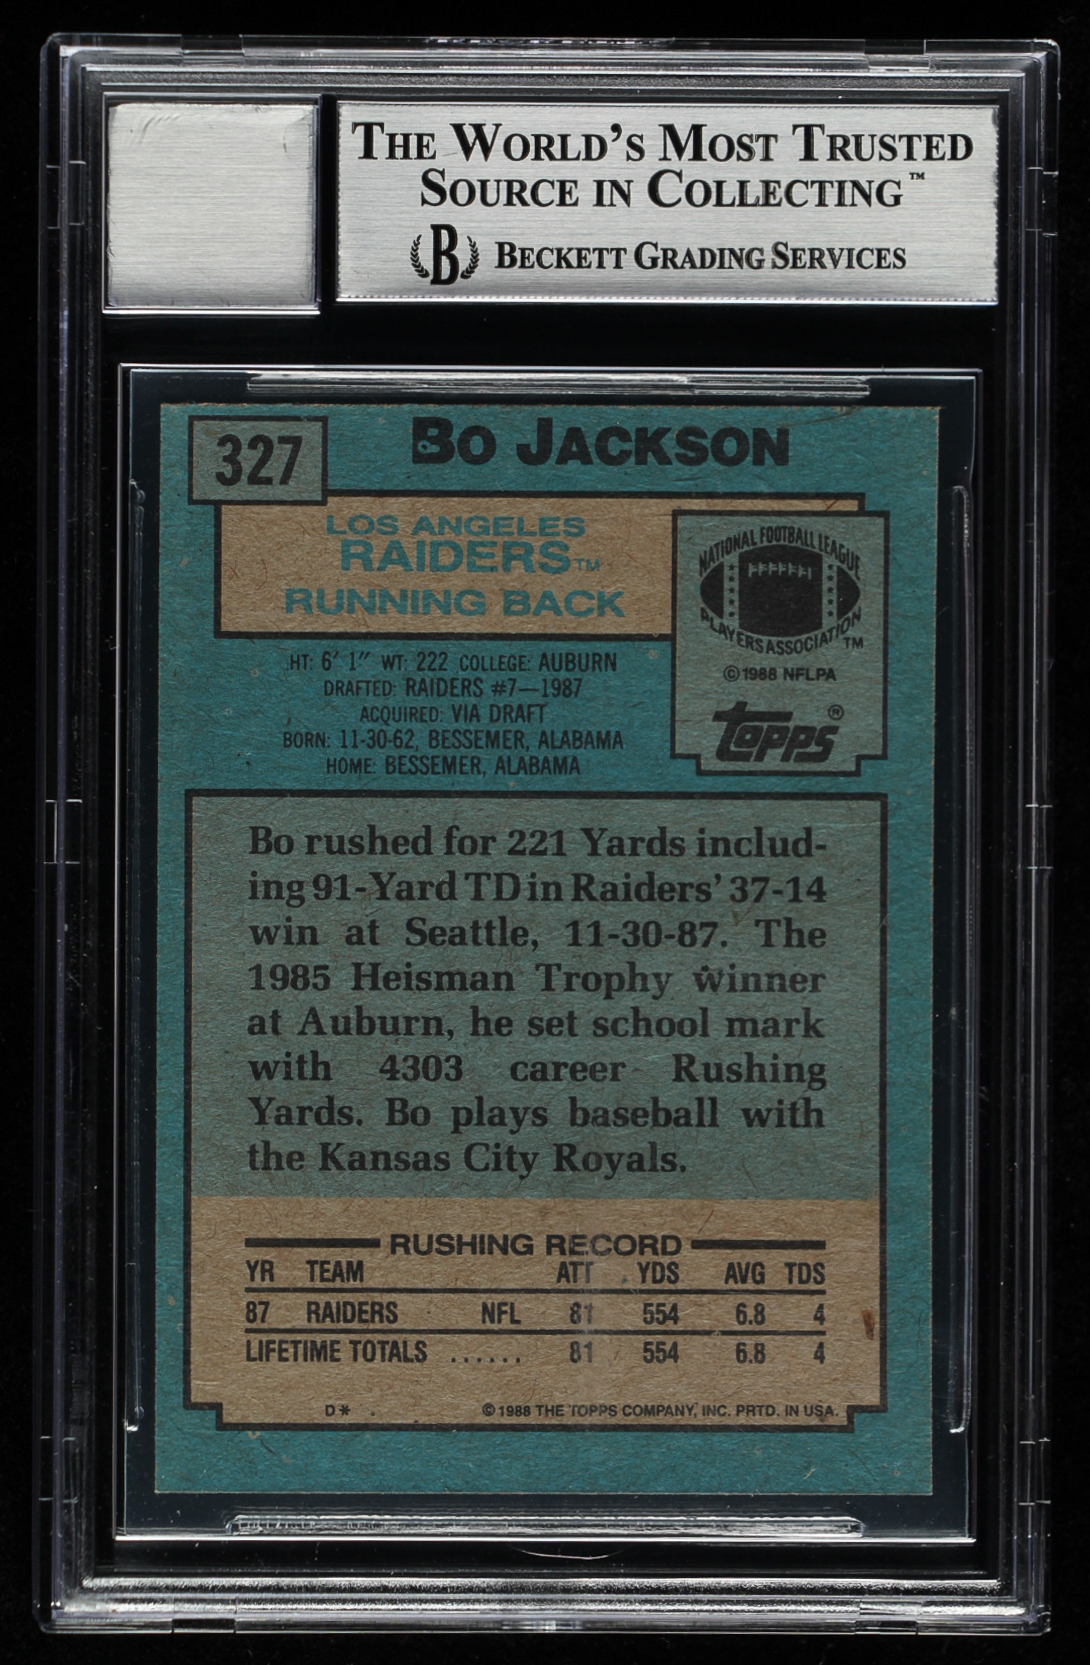 THE WORLD'S MOST TRUSTED
SOURCE IN COLLECTING™
B BECKETT GRADING SERVICES
327
BO JACKSON
LOS ANGELES
RAIDERS™
RUNNING BACK
NATIONAL FOOTBALL LEAGUE
PLAYERS ASSOCIATION™
©1988 NFLPA
TOPPS®
HT: 6' 1" WT: 222 COLLEGE: AUBURN
DRAFTED: RAIDERS #7—1987
ACQUIRED: VIA DRAFT
BORN: 11-30-62, BESSEMER, ALABAMA
HOME: BESSEMER, ALABAMA
Bo rushed for 221 Yards includ-
ing 91-Yard TD in Raiders' 37-14
win at Seattle, 11-30-87. The
1985 Heisman Trophy Winner
at Auburn, he set school mark
with 4303 career Rushing
Yards. Bo plays baseball with
the Kansas City Royals.
RUSHING RECORD
YR TEAM ATT YDS AVG TDS
87 RAIDERS NFL 81 554 6.8 4
LIFETIME TOTALS ...... 81 554 6.8 4
D* ©1988 THE TOPPS COMPANY, INC. PRTD. IN USA.